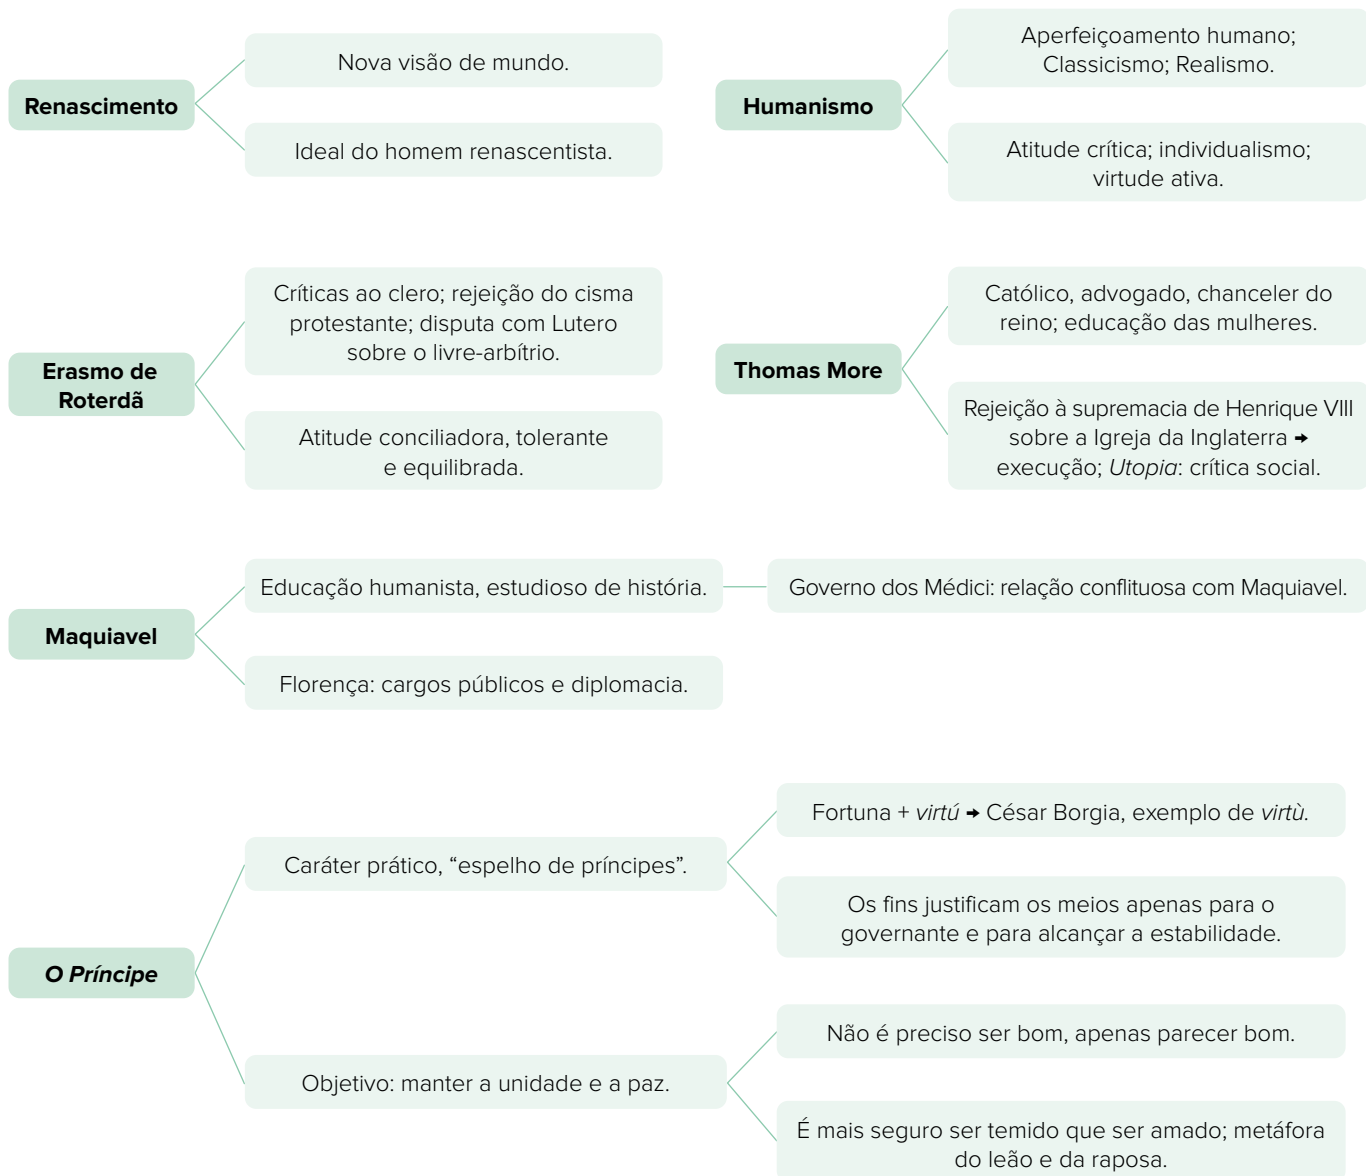 Renascimento
Nova visão de mundo.
Ideal do homem renascentista.
Humanismo
Aperfeiçoamento humano;
Classicismo; Realismo.
Atitude crítica; individualismo;
virtude ativa.
Erasmo de
Roterdã
Críticas ao clero; rejeição do cisma
protestante; disputa com Lutero
sobre o livre-arbítrio.
Atitude conciliadora, tolerante
e equilibrada.
Thomas More
Católico, advogado, chanceler do
reino; educação das mulheres.
Rejeição à supremacia de Henrique VIII
sobre a Igreja da Inglaterra →
execução; Utopia: crítica social.
Maquiavel
Educação humanista, estudioso de história.
Governo dos Médici: relação conflituosa com Maquiavel.
Florença: cargos públicos e diplomacia.
O Príncipe
Caráter prático, “espelho de príncipes”.
Fortuna + virtú → César Borgia, exemplo de virtù.
Os fins justificam os meios apenas para o
governante e para alcançar a estabilidade.
Objetivo: manter a unidade e a paz.
Não é preciso ser bom, apenas parecer bom.
É mais seguro ser temido que ser amado; metáfora
do leão e da raposa.